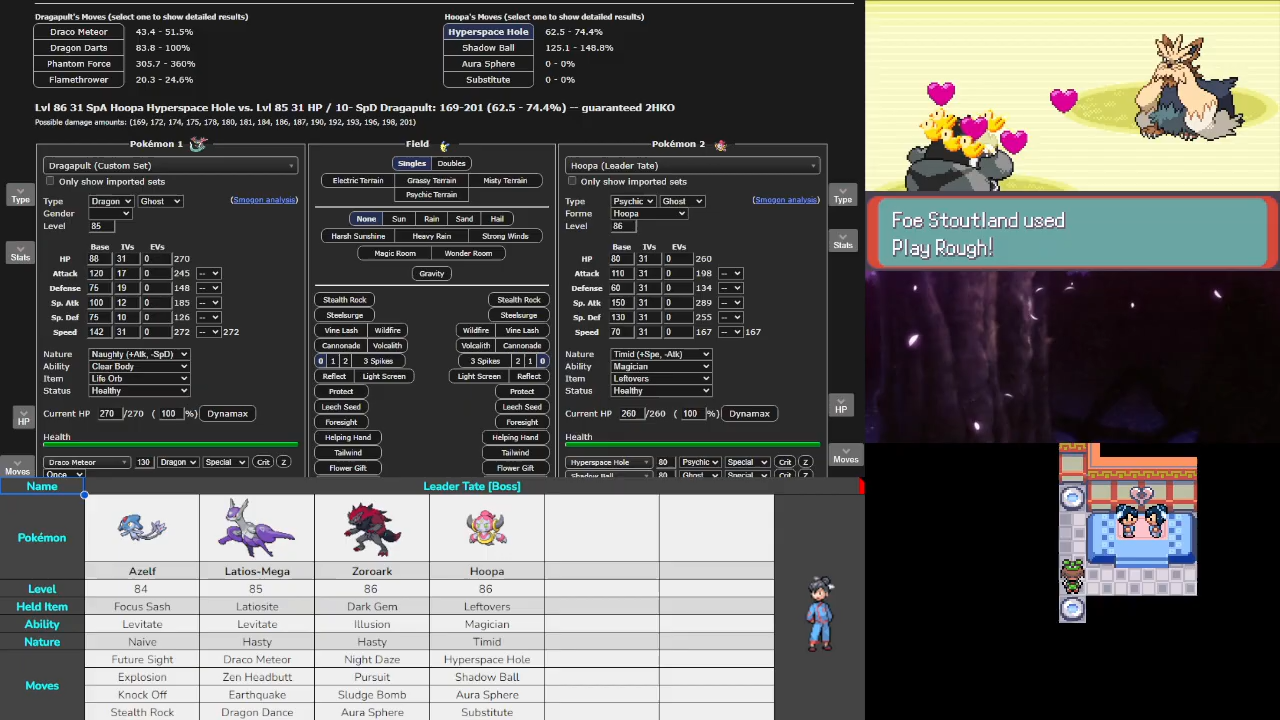 Dragapult's Moves (select one to show detailed results)
Draco Meteor 43.4 - 51.5%
Dragon Darts 83.8 - 100%
Phantom Force 305.7 - 360%
Flamethrower 20.3 - 24.6%
Hoopa's Moves (select one to show detailed results)
Hyperspace Hole 62.5 - 74.4%
Shadow Ball 125.1 - 148.8%
Aura Sphere 0 - 0%
Substitute 0 - 0%
Lvl 86 31 SpA Hoopa Hyperspace Hole vs. Lvl 85 31 HP / 10- SpD Dragapult: 169-201 (62.5 - 74.4%) -- guaranteed 2HKO
Possible damage amounts: (169, 172, 174, 175, 178, 180, 181, 184, 186, 187, 190, 192, 193, 196, 198, 201)
Pokémon 1
Dragapult (Custom Set)
Only show imported sets
Type Dragon Ghost (Smogon analysis)
Gender
Level 85
Base IVs EVs
HP 88 31 0 270
Attack 120 17 0 245 --
Defense 75 19 0 148 --
Sp. Atk 100 12 0 185 --
Sp. Def 75 10 0 126 --
Speed 142 31 0 272 -- 272
Nature Naughty (+Atk, -SpD)
Ability Clear Body
Item Life Orb
Status Healthy
Current HP 270 /270 ( 100 %) Dynamax
Health
Draco Meteor 130 Dragon Special Crit Z
Once
Field
Singles Doubles
Electric Terrain Grassy Terrain Misty Terrain
Psychic Terrain
None Sun Rain Sand Hail
Harsh Sunshine Heavy Rain Strong Winds
Magic Room Wonder Room
Gravity
Stealth Rock Stealth Rock
Steelsurge Steelsurge
Vine Lash Wildfire Wildfire Vine Lash
Cannonade Volcalith Volcalith Cannonade
0 1 2 3 Spikes 3 Spikes 2 1 0
Reflect Light Screen Light Screen Reflect
Protect Protect
Leech Seed Leech Seed
Foresight Foresight
Helping Hand Helping Hand
Tailwind Tailwind
Flower Gift Flower Gift
Pokémon 2
Hoopa (Leader Tate)
Only show imported sets
Type Psychic Ghost (Smogon analysis)
Forme Hoopa
Level 86
Base IVs EVs
HP 80 31 0 260
Attack 110 31 0 198 --
Defense 60 31 0 134 --
Sp. Atk 150 31 0 289 --
Sp. Def 130 31 0 255 --
Speed 70 31 0 167 -- 167
Nature Timid (+Spe, -Atk)
Ability Magician
Item Leftovers
Status Healthy
Current HP 260 /260 ( 100 %) Dynamax
Health
Hyperspace Hole 80 Psychic Special Crit Z
Shadow Ball 80 Ghost Special Crit Z
Type
Stats
HP
Moves
Type
Stats
HP
Moves
Name Leader Tate [Boss]
Pokémon
Azelf Latios-Mega Zoroark Hoopa
Level 84 85 86 86
Held Item Focus Sash Latiosite Dark Gem Leftovers
Ability Levitate Levitate Illusion Magician
Nature Naive Hasty Hasty Timid
Moves
Future Sight Draco Meteor Night Daze Hyperspace Hole
Explosion Zen Headbutt Pursuit Shadow Ball
Knock Off Earthquake Sludge Bomb Aura Sphere
Stealth Rock Dragon Dance Aura Sphere Substitute
Foe Stoutland used
Play Rough!